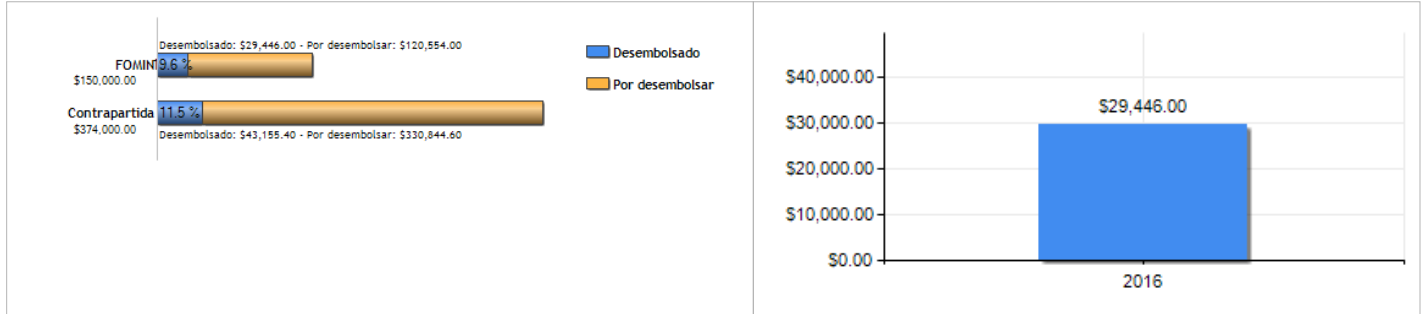 Desembolsado: $29,446.00 - Por desembolsar: $120,554.00
FOMIN 9.6 %
$150,000.00
Contrapartida 11.5 %
$374,000.00
Desembolsado: $43,155.40 - Por desembolsar: $330,844.60
Desembolsado
Por desembolsar
$40,000.00
$30,000.00
$20,000.00
$10,000.00
$0.00
$29,446.00
2016